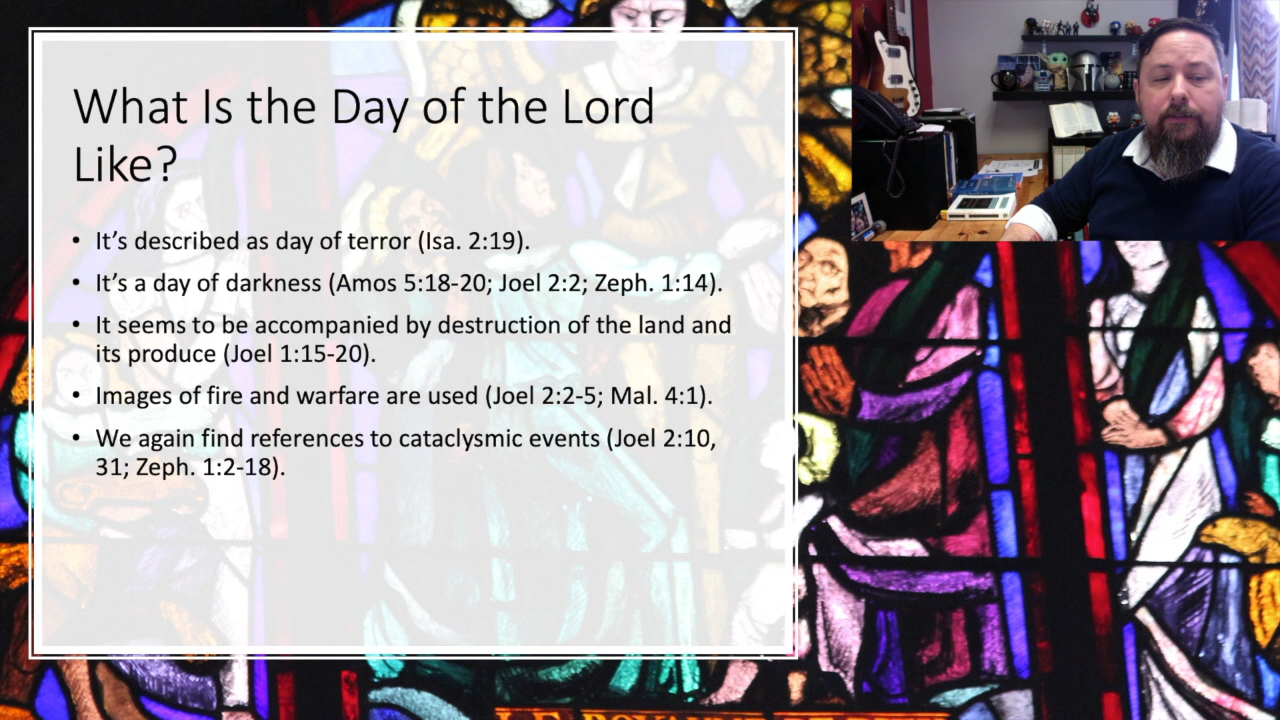 What Is the Day of the Lord
Like?
• It’s described as day of terror (Isa. 2:19).
• It’s a day of darkness (Amos 5:18-20; Joel 2:2; Zeph. 1:14).
• It seems to be accompanied by destruction of the land and
its produce (Joel 1:15-20).
• Images of fire and warfare are used (Joel 2:2-5; Mal. 4:1).
• We again find references to cataclysmic events (Joel 2:10,
31; Zeph. 1:2-18).